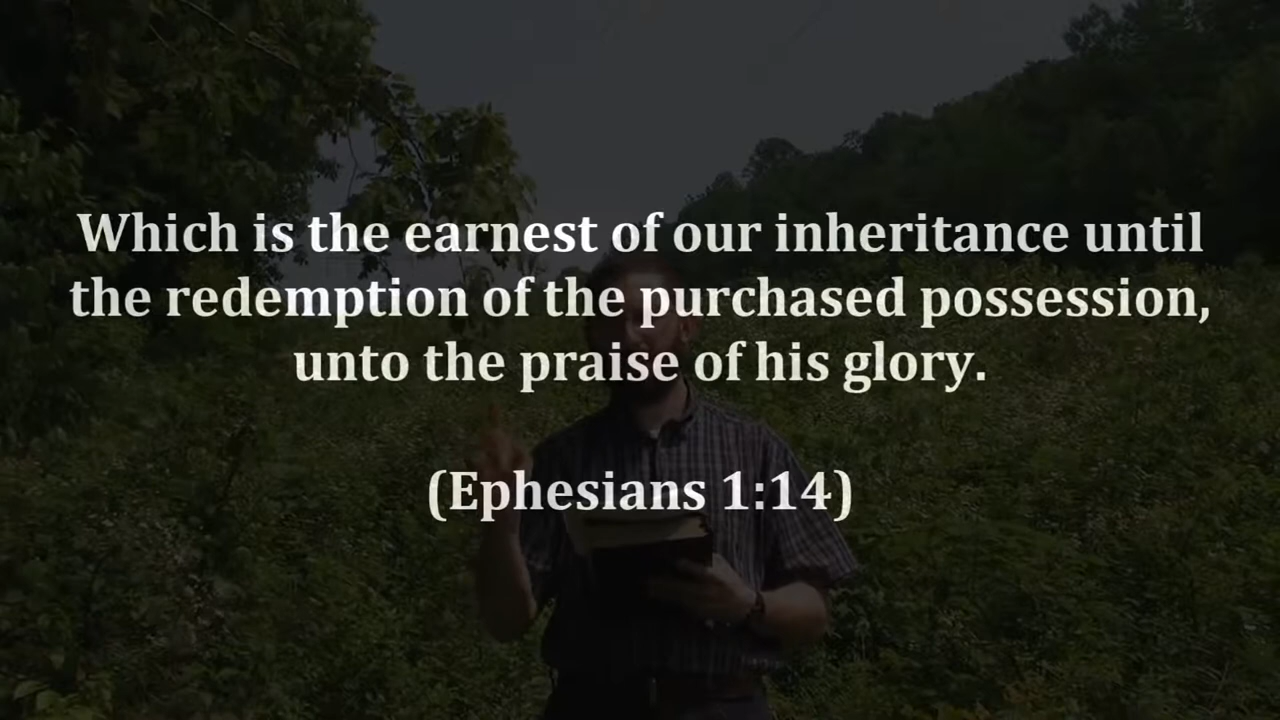 Which is the earnest of our inheritance until
the redemption of the purchased possession,
unto the praise of his glory.
(Ephesians 1:14)